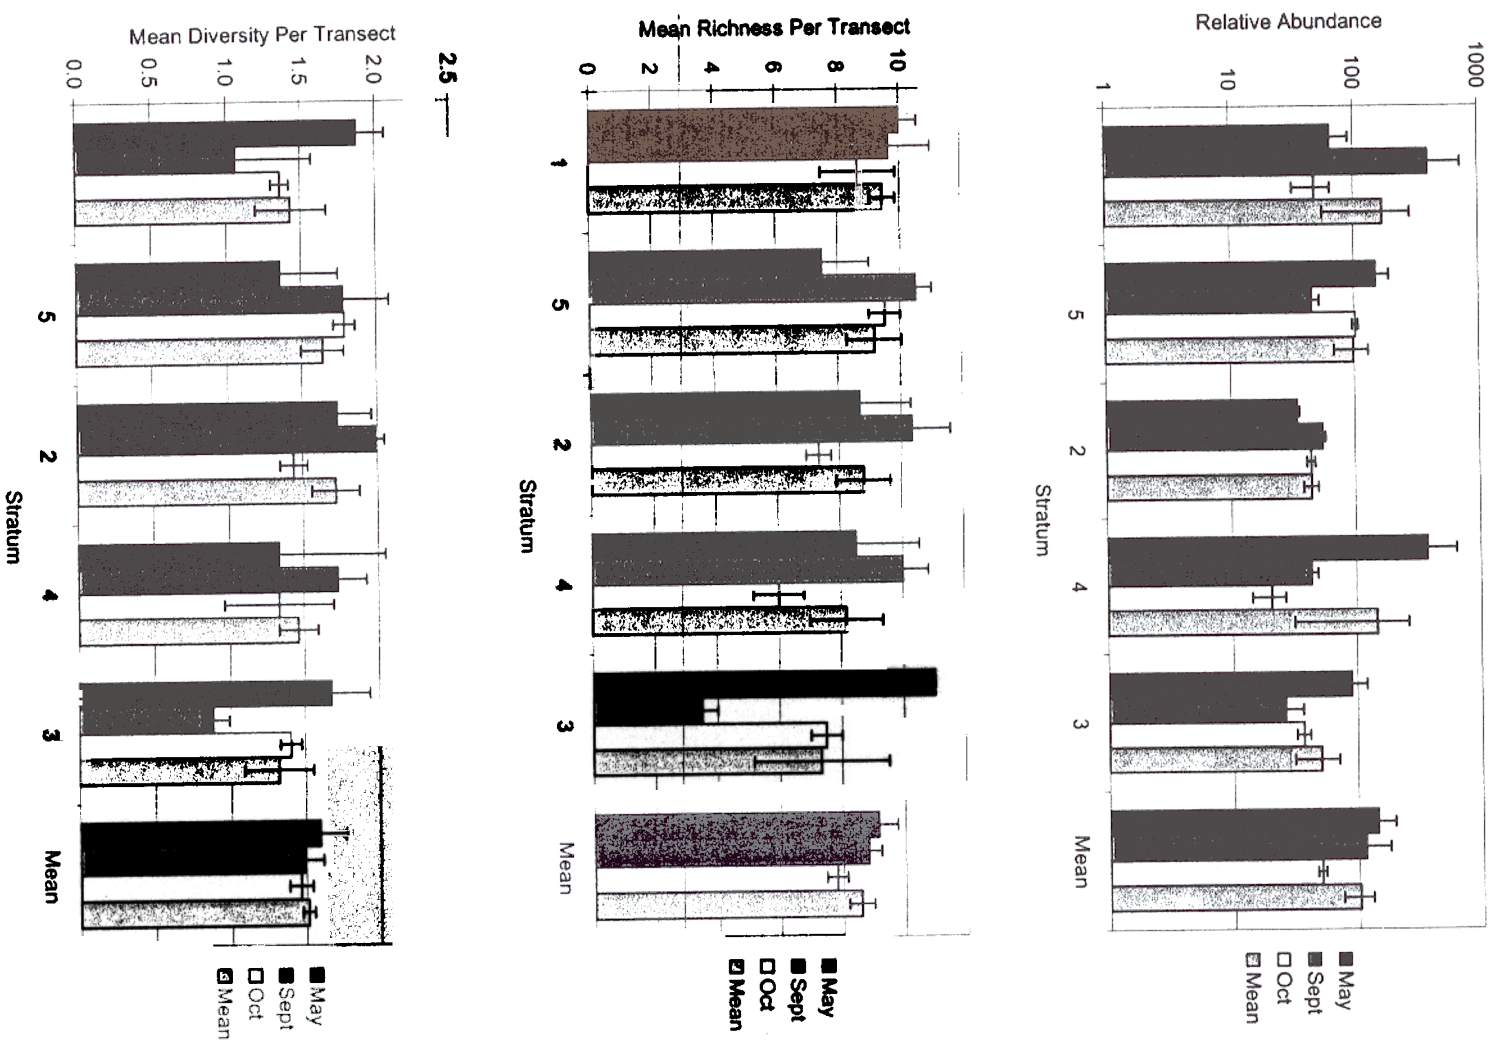 Relative Abundance
1000
100
10
1
5
2
4
3
Mean
Stratum
May
Sept
Oct
Mean
Mean Richness Per Transect
10
8
6
4
2
0
1
5
2
4
3
Mean
Stratum
May
Sept
Oct
Mean
2.5
Mean Diversity Per Transect
2.0
1.5
1.0
0.5
0.0
5
2
4
3
Mean
Stratum
May
Sept
Oct
Mean